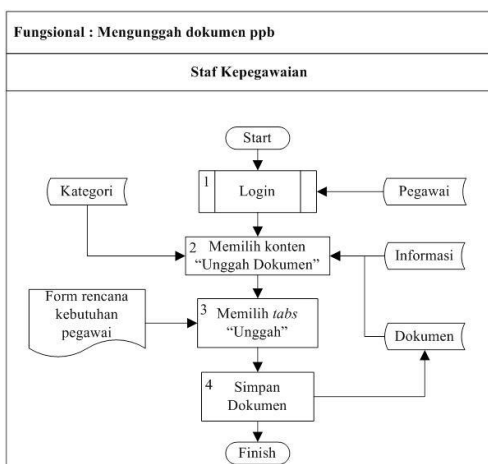 Fungsional : Mengunggah dokumen ppb
Staf Kepegawaian
Start
1
Login
Kategori
Pegawai
2
Memilih konten
“Unggah Dokumen”
Informasi
Form rencana
kebutuhan
pegawai
3
Memilih tabs
“Unggah”
Dokumen
4
Simpan
Dokumen
Finish